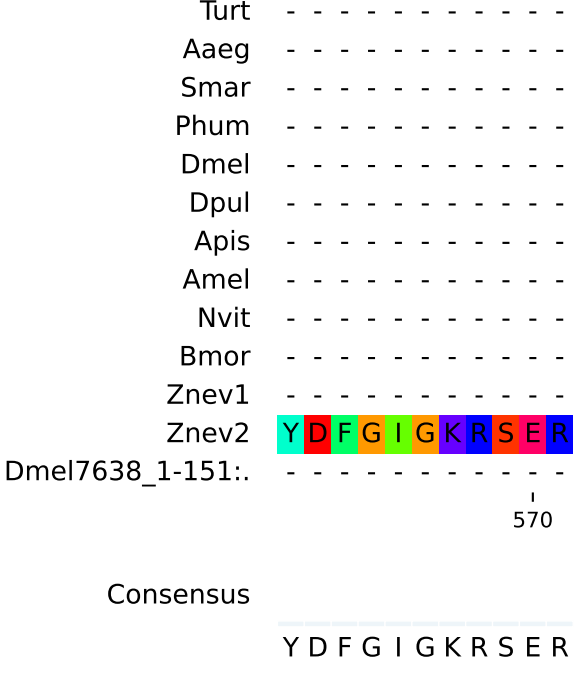 Turt - - - - - - - - - - -
Aaeg - - - - - - - - - - -
Smar - - - - - - - - - - -
Phum - - - - - - - - - - -
Dmel - - - - - - - - - - -
Dpul - - - - - - - - - - -
Apis - - - - - - - - - - -
Amel - - - - - - - - - - -
Nvit - - - - - - - - - - -
Bmor - - - - - - - - - - -
Znev1 - - - - - - - - - - -
Znev2 Y D F G I G K R S E R
Dmel7638_1-151:. - - - - - - - - - - -
570
Consensus
Y D F G I G K R S E R